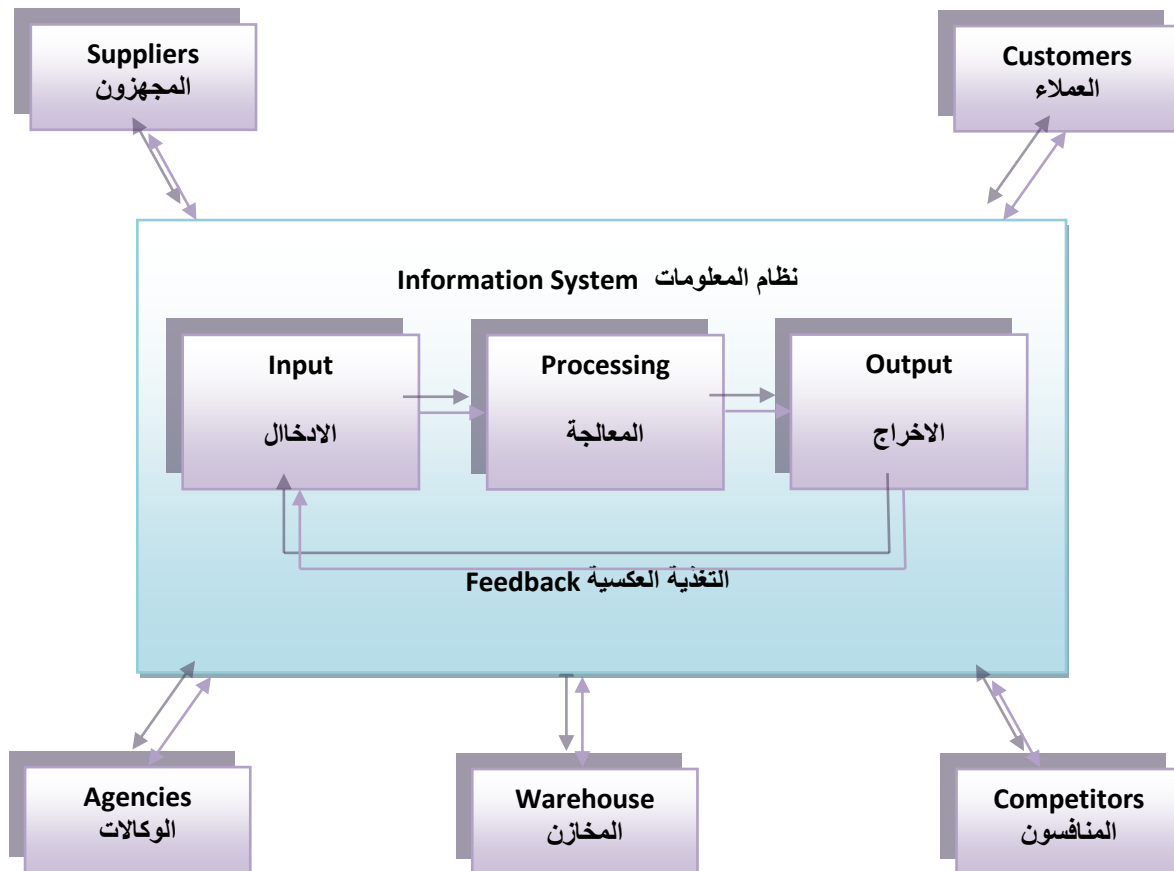 Suppliers
المجهزون
Customers
العملاء
Information System نظام المعلومات
Input
الادخاال
Processing
المعالجة
Output
الاخراج
Feedback التغذية العكسية
Agencies
الوكالات
Warehouse
المخازن
Competitors
المنافسون